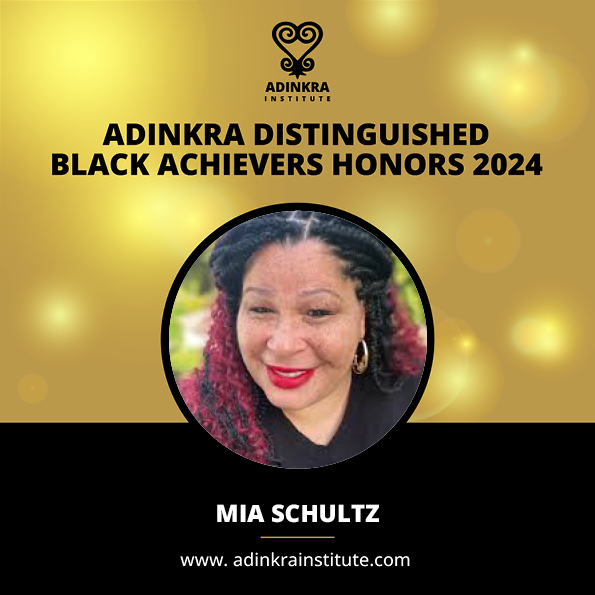 ADINKRA
INSTITUTE
ADINKRA DISTINGUISHED
BLACK ACHIEVERS HONORS 2024
MIA SCHULTZ
www. adinkrainstitute.com